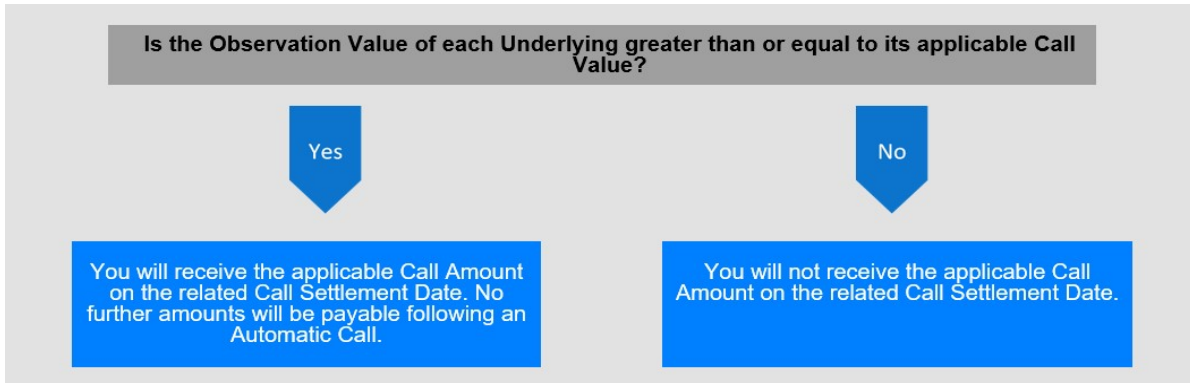 Is the Observation Value of each Underlying greater than or equal to its applicable Call
Value?
Yes
No
You will receive the applicable Call Amount
on the related Call Settlement Date. No
further amounts will be payable following an
Automatic Call.
You will not receive the applicable Call
Amount on the related Call Settlement Date.